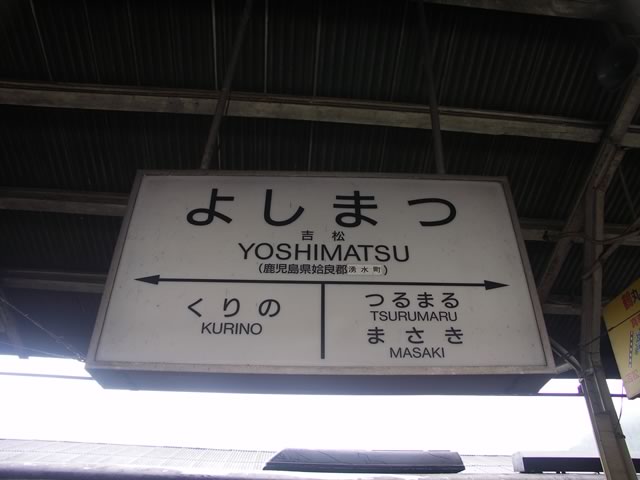 よしまつ
吉松
YOSHIMATSU
(鹿児島県姶良郡湧水町)
くりの
KURINO
つるまる
TSURUMARU
まさき
MASAKI